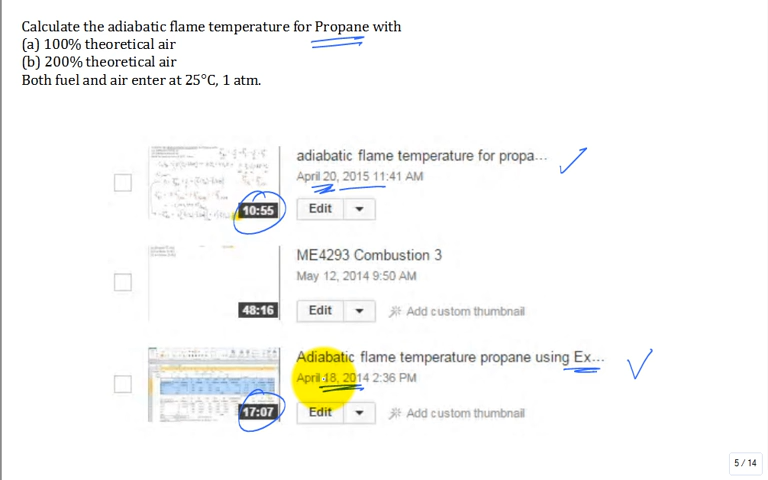 Calculate the adiabatic flame temperature for Propane with
(a) 100% theoretical air
(b) 200% theoretical air
Both fuel and air enter at 25°C, 1 atm.
adiabatic flame temperature for propa...
April 20, 2015 11:41 AM
10:55
Edit
ME4293 Combustion 3
May 12, 2014 9:50 AM
48:16
Edit
Add custom thumbnail
Adiabatic flame temperature propane using Ex...
April 18, 2014 2:36 PM
17:07
Edit
Add custom thumbnail
5 / 14